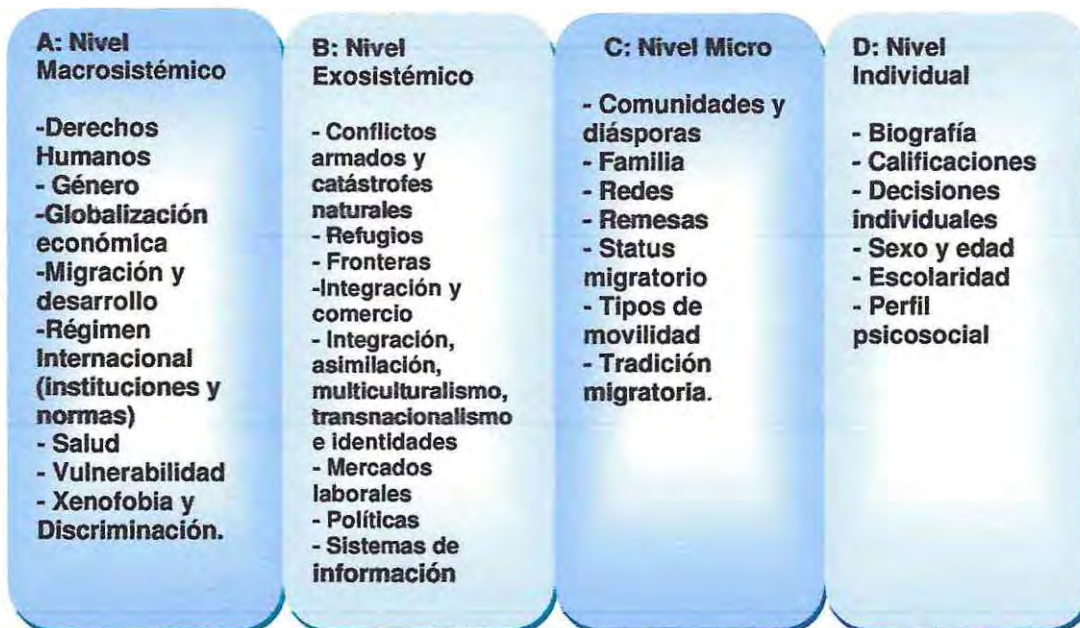 A: Nivel
Macrosistémico
-Derechos
Humanos
- Género
-Globalización
económica
-Migración y
desarrollo
-Régimen
Internacional
(instituciones y
normas)
- Salud
- Vulnerabilidad
- Xenofobia y
Discriminación.
B: Nivel
Exosistémico
- Conflictos
armados y
catástrofes
naturales
- Refugios
- Fronteras
-Integración y
comercio
- Integración,
asimilación,
multiculturalismo,
transnacionalismo
e identidades
- Mercados
laborales
- Políticas
- Sistemas de
información
C: Nivel Micro
- Comunidades y
diásporas
- Familia
- Redes
- Remesas
- Status
migratorio
- Tipos de
movilidad
- Tradición
migratoria.
D: Nivel
Individual
- Biografía
- Calificaciones
- Decisiones
individuales
- Sexo y edad
- Escolaridad
- Perfil
psicosocial